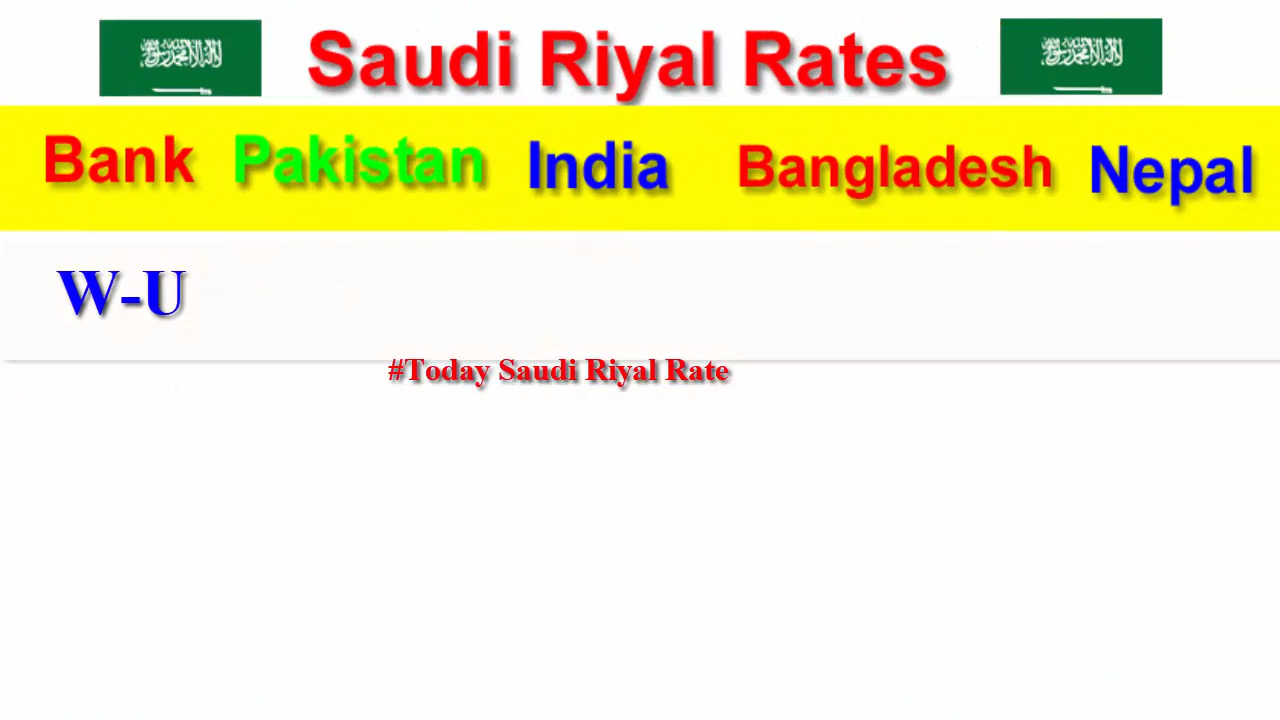 Saudi Riyal Rates
Bank Pakistan India Bangladesh Nepal
W-U
#Today Saudi Riyal Rate